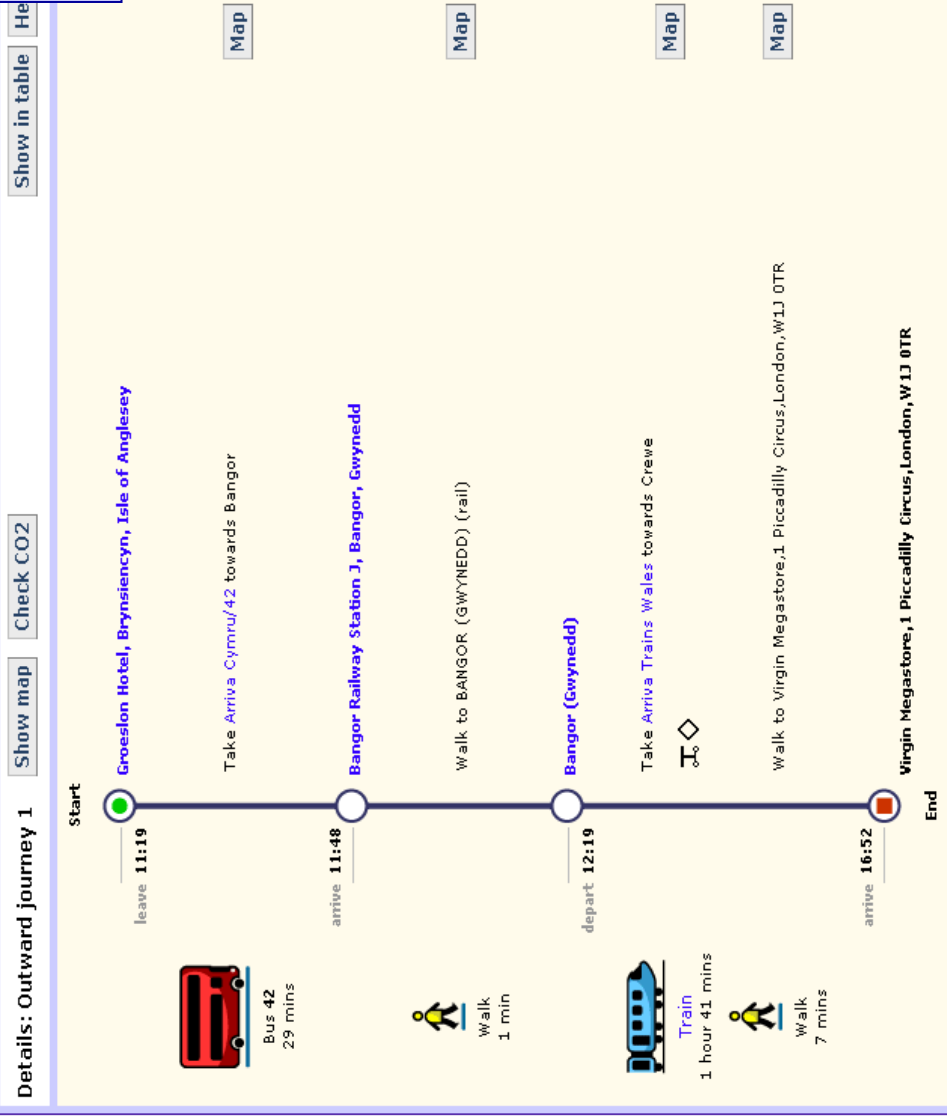 Details: Outward journey 1
Show map
Check CO2
Show in table
He
Start
leave 11:19
Groeslon Hotel, Brynsiencyn, Isle of Anglesey
Bus 42
29 mins
Take Arriva Cymru/42 towards Bangor
Map
arrive 11:48
Bangor Railway Station J, Bangor, Gwynedd
Walk
1 min
Walk to BANGOR (GWYNEDD) (rail)
Map
depart 12:19
Bangor (Gwynedd)
Train
1 hour 41 mins
Take Arriva Trains Wales towards Crewe
Map
Walk
7 mins
Walk to Virgin Megastore,1 Piccadilly Circus,London,W1J 0TR
Map
arrive 16:52
Virgin Megastore,1 Piccadilly Circus,London,W1J 0TR
End